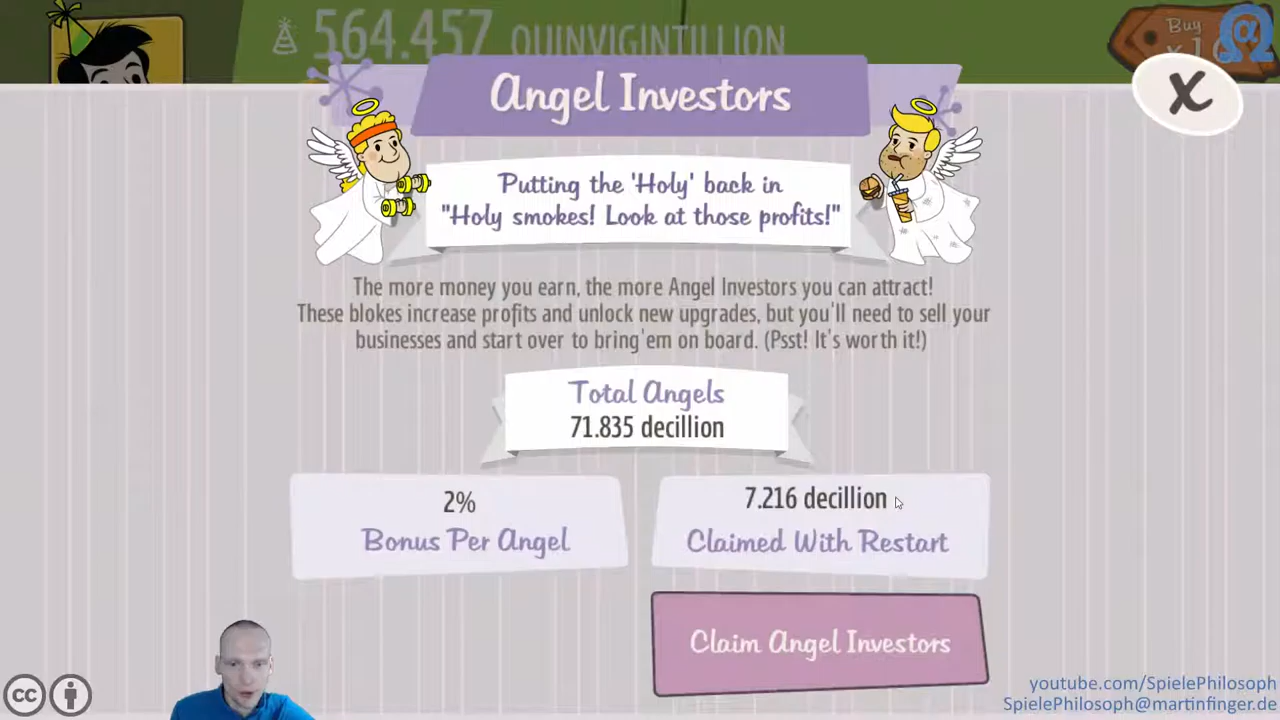 564.457 QUINVIGINTILLION
Buy
Angel Investors
X
Putting the 'Holy' back in
"Holy smokes! Look at those profits!"
The more money you earn, the more Angel Investors you can attract!
These blokes increase profits and unlock new upgrades, but you'll need to sell your
businesses and start over to bring'em on board. (Psst! It's worth it!)
Total Angels
71.835 decillion
2%
Bonus Per Angel
7.216 decillion
Claimed With Restart
Claim Angel Investors
cc
youtube.com/SpielePhilosoph
SpielePhilosoph@martinfinger.de